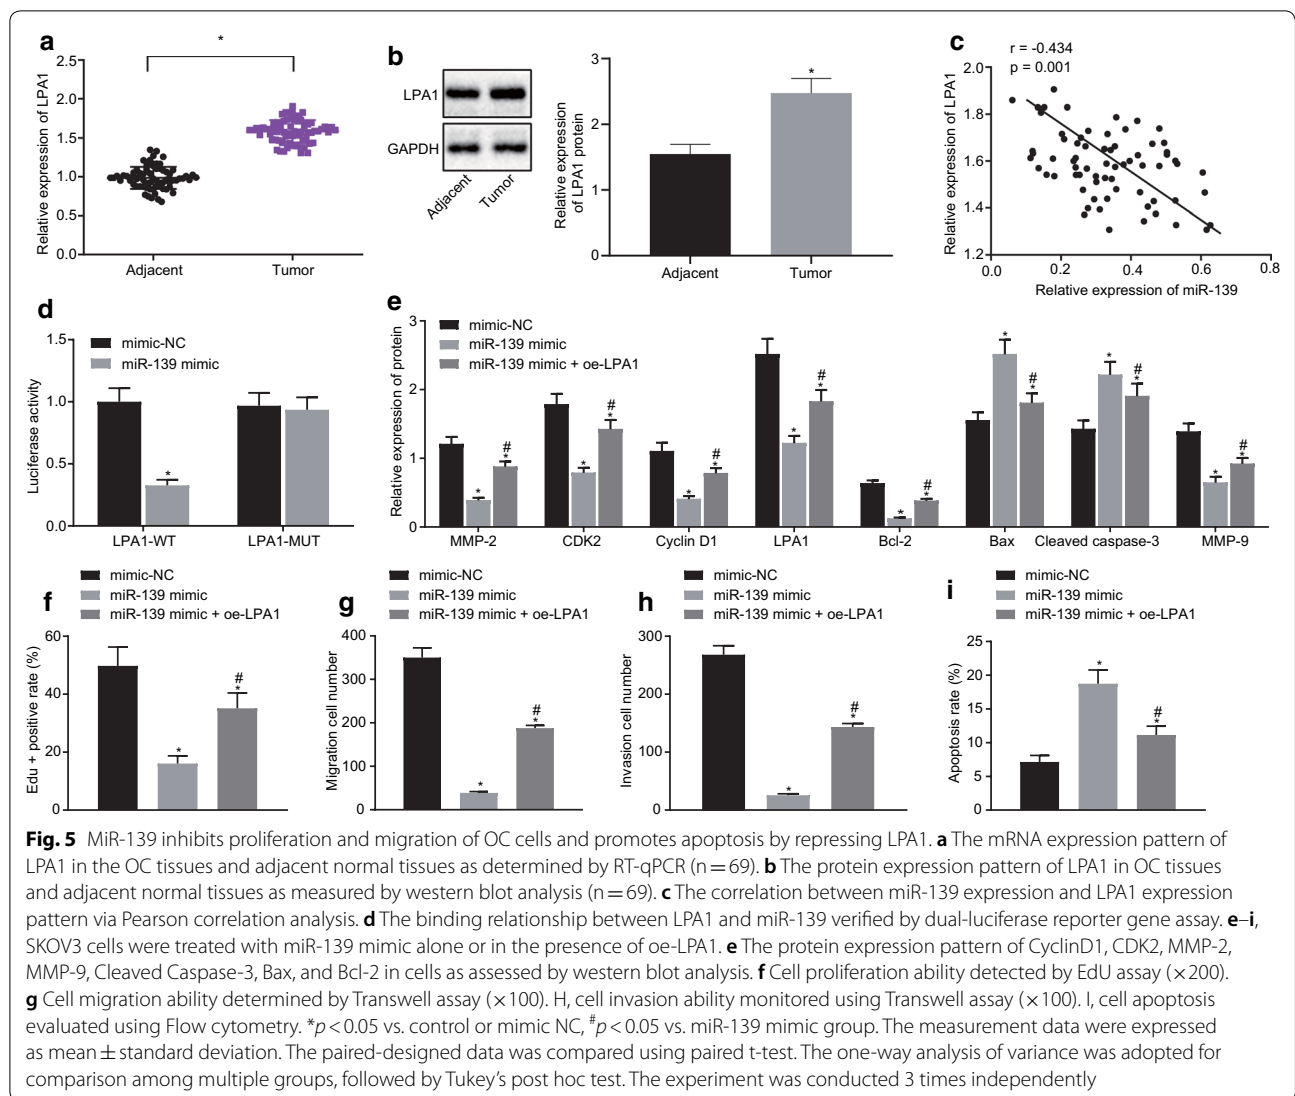 a
*
Relative expression of LPA1
2.5
2.0
1.5
1.0
0.5
0.0
Adjacent
Tumor
b
LPA1
GAPDH
Adjacent
Tumor
Relative expression
of LPA1 protein
3
2
1
0
*
Adjacent
Tumor
c
r = -0.434
p = 0.001
Relative expression of LPA1
2.0
1.8
1.6
1.4
1.2
0.0
0.2
0.4
0.6
0.8
Relative expression of miR-139
d
mimic-NC
miR-139 mimic
Luciferase activity
1.5
1.0
0.5
0.0
*
LPA1-WT
LPA1-MUT
e
mimic-NC
miR-139 mimic
miR-139 mimic + oe-LPA1
Relative expression of protein
3
2
1
0
*
#
*
*
#
*
*
#
*
*
#
*
*
#
*
*
#
*
*
#
*
*
#
*
MMP-2
CDK2
Cyclin D1
LPA1
Bcl-2
Bax
Cleaved caspase-3
MMP-9
f
mimic-NC
miR-139 mimic
miR-139 mimic + oe-LPA1
Edu + positive rate (%)
60
40
20
0
*
#
*
g
mimic-NC
miR-139 mimic
miR-139 mimic + oe-LPA1
Migration cell number
400
300
200
100
0
*
#
*
h
mimic-NC
miR-139 mimic
miR-139 mimic + oe-LPA1
Invasion cell number
300
200
100
0
*
#
*
i
mimic-NC
miR-139 mimic
miR-139 mimic + oe-LPA1
Apoptosis rate (%)
25
20
15
10
5
0
*
#
*
Fig. 5 MiR-139 inhibits proliferation and migration of OC cells and promotes apoptosis by repressing LPA1. a The mRNA expression pattern of
LPA1 in the OC tissues and adjacent normal tissues as determined by RT-qPCR (n = 69). b The protein expression pattern of LPA1 in OC tissues
and adjacent normal tissues as measured by western blot analysis (n = 69). c The correlation between miR-139 expression and LPA1 expression
pattern via Pearson correlation analysis. d The binding relationship between LPA1 and miR-139 verified by dual-luciferase reporter gene assay. e–i,
SKOV3 cells were treated with miR-139 mimic alone or in the presence of oe-LPA1. e The protein expression pattern of CyclinD1, CDK2, MMP-2,
MMP-9, Cleaved Caspase-3, Bax, and Bcl-2 in cells as assessed by western blot analysis. f Cell proliferation ability detected by EdU assay (× 200).
g Cell migration ability determined by Transwell assay (× 100). H, cell invasion ability monitored using Transwell assay (× 100). I, cell apoptosis
evaluated using Flow cytometry. *p < 0.05 vs. control or mimic NC, #p < 0.05 vs. miR-139 mimic group. The measurement data were expressed
as mean ± standard deviation. The paired-designed data was compared using paired t-test. The one-way analysis of variance was adopted for
comparison among multiple groups, followed by Tukey's post hoc test. The experiment was conducted 3 times independently